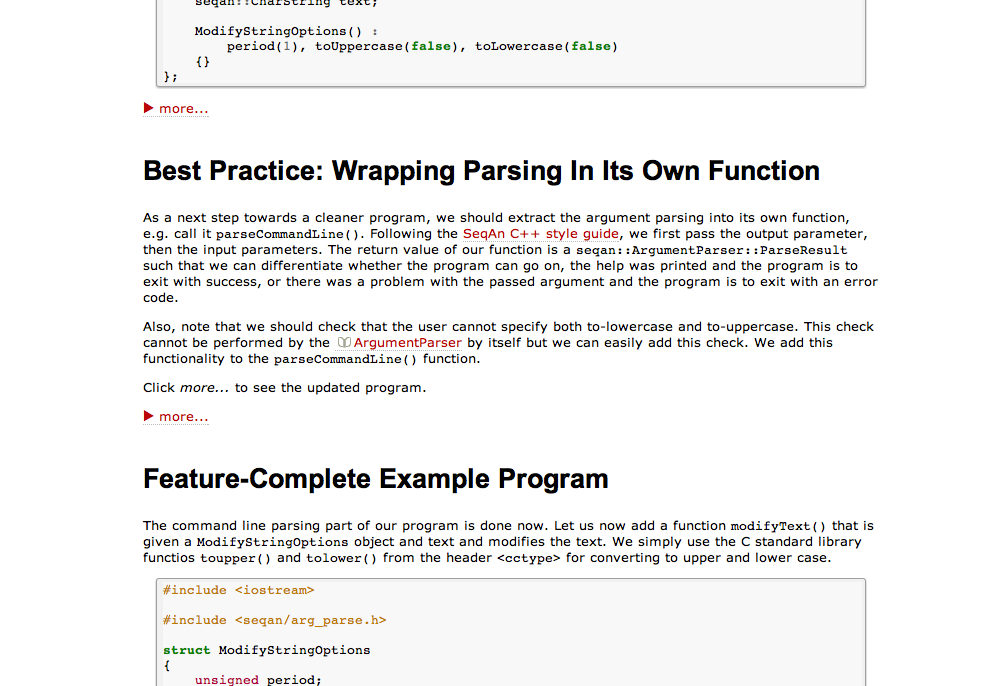 seqan::CharString text;
ModifyStringOptions() :
period(1), toUppercase(false), toLowercase(false)
{}
};
▶ more...
Best Practice: Wrapping Parsing In Its Own Function
As a next step towards a cleaner program, we should extract the argument parsing into its own function,
e.g. call it parseCommandLine(). Following the SeqAn C++ style guide, we first pass the output parameter,
then the input parameters. The return value of our function is a seqan::ArgumentParser::ParseResult
such that we can differentiate whether the program can go on, the help was printed and the program is to
exit with success, or there was a problem with the passed argument and the program is to exit with an error
code.
Also, note that we should check that the user cannot specify both to-lowercase and to-uppercase. This check
cannot be performed by the ArgumentParser by itself but we can easily add this check. We add this
functionality to the parseCommandLine() function.
Click more... to see the updated program.
▶ more...
Feature-Complete Example Program
The command line parsing part of our program is done now. Let us now add a function modifyText() that is
given a ModifyStringOptions object and text and modifies the text. We simply use the C standard library
functios toupper() and tolower() from the header <cctype> for converting to upper and lower case.
#include <iostream>
#include <seqan/arg_parse.h>
struct ModifyStringOptions
{
unsigned period;